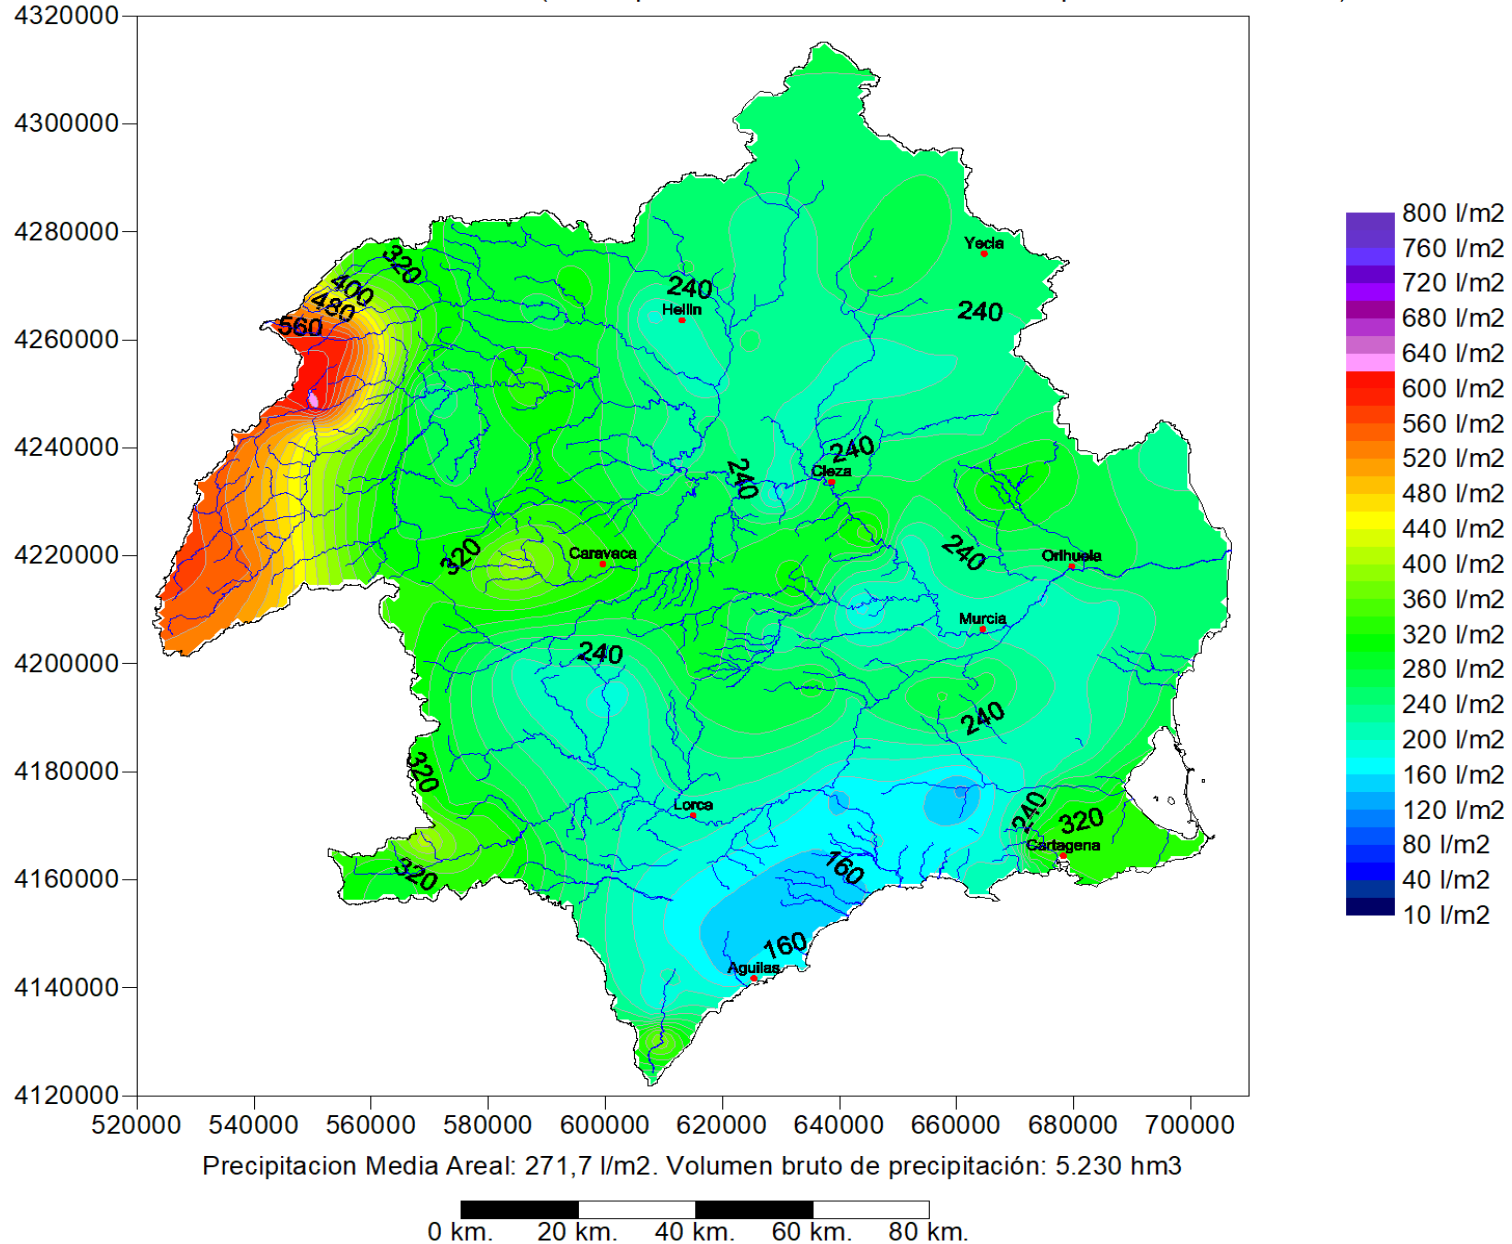 4320000
4300000
4280000
4260000
4240000
4220000
4200000
4180000
4160000
4140000
4120000
520000 540000 560000 580000 600000 620000 640000 660000 680000 700000
Yecla
320
400
480
560
240
Hellin
240
240
Cieza
240
320
Caravaca
240
Orihuela
Murcia
240
240
320
Lorca
240
320
Cartagena
320
160
160
Aguilas
800 l/m2
760 l/m2
720 l/m2
680 l/m2
640 l/m2
600 l/m2
560 l/m2
520 l/m2
480 l/m2
440 l/m2
400 l/m2
360 l/m2
320 l/m2
280 l/m2
240 l/m2
200 l/m2
160 l/m2
120 l/m2
80 l/m2
40 l/m2
10 l/m2
Precipitacion Media Areal: 271,7 l/m2. Volumen bruto de precipitación: 5.230 hm3
0 km. 20 km. 40 km. 60 km. 80 km.